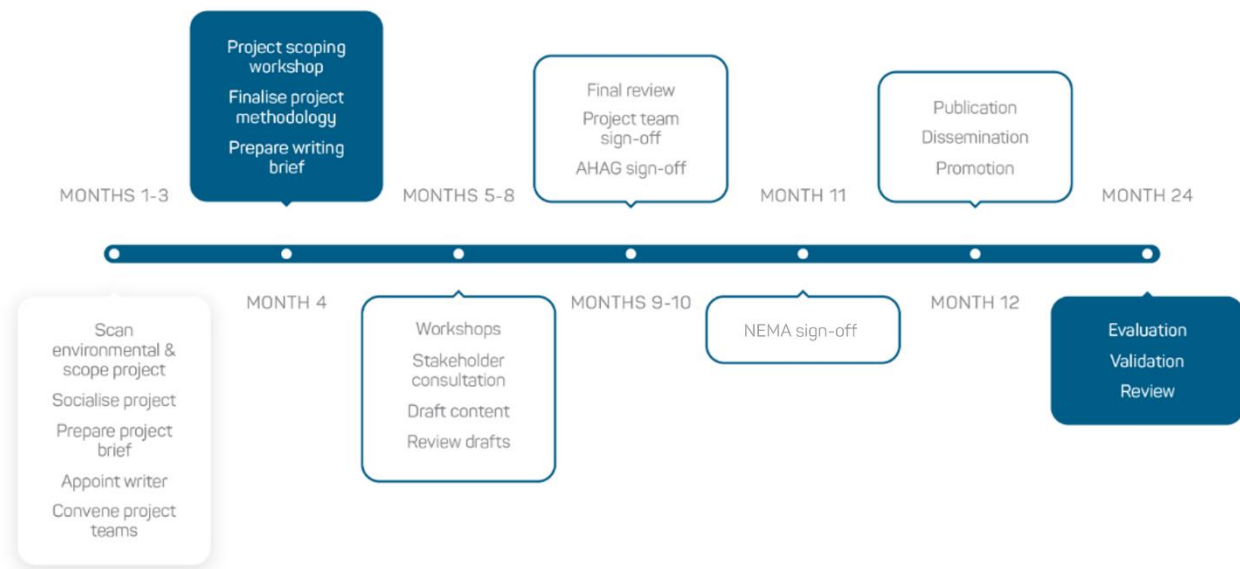 MONTHS 1-3
Scan
environmental &
scope project
Socialise project
Prepare project
brief
Appoint writer
Convene project
teams
Project scoping
workshop
Finalise project
methodology
Prepare writing
brief
MONTH 4
MONTHS 5-8
Workshops
Stakeholder
consultation
Draft content
Review drafts
Final review
Project team
sign-off
AHAG sign-off
MONTHS 9-10
MONTH 11
NEMA sign-off
Publication
Dissemination
Promotion
MONTH 12
MONTH 24
Evaluation
Validation
Review